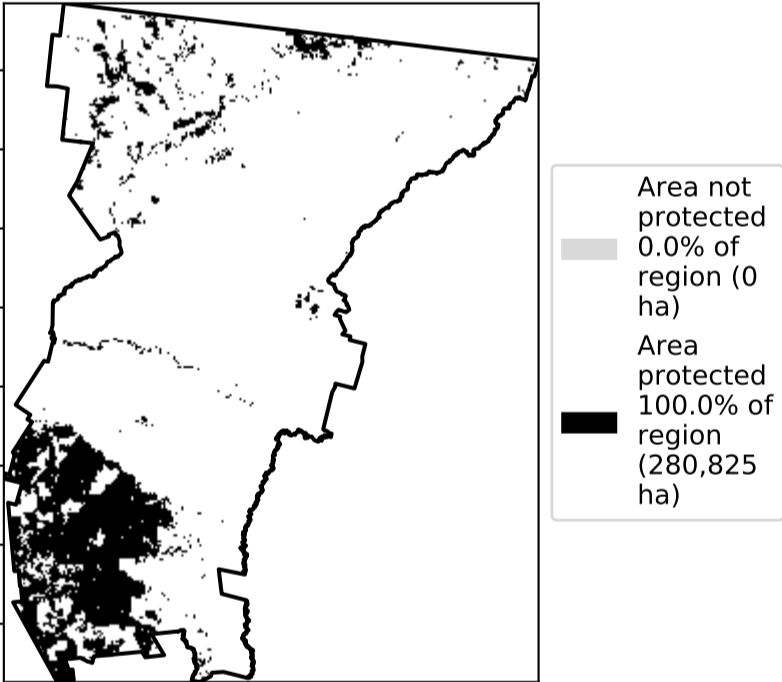 Area not
protected
0.0% of
region (0
ha)
Area
protected
100.0% of
region
(280,825
ha)